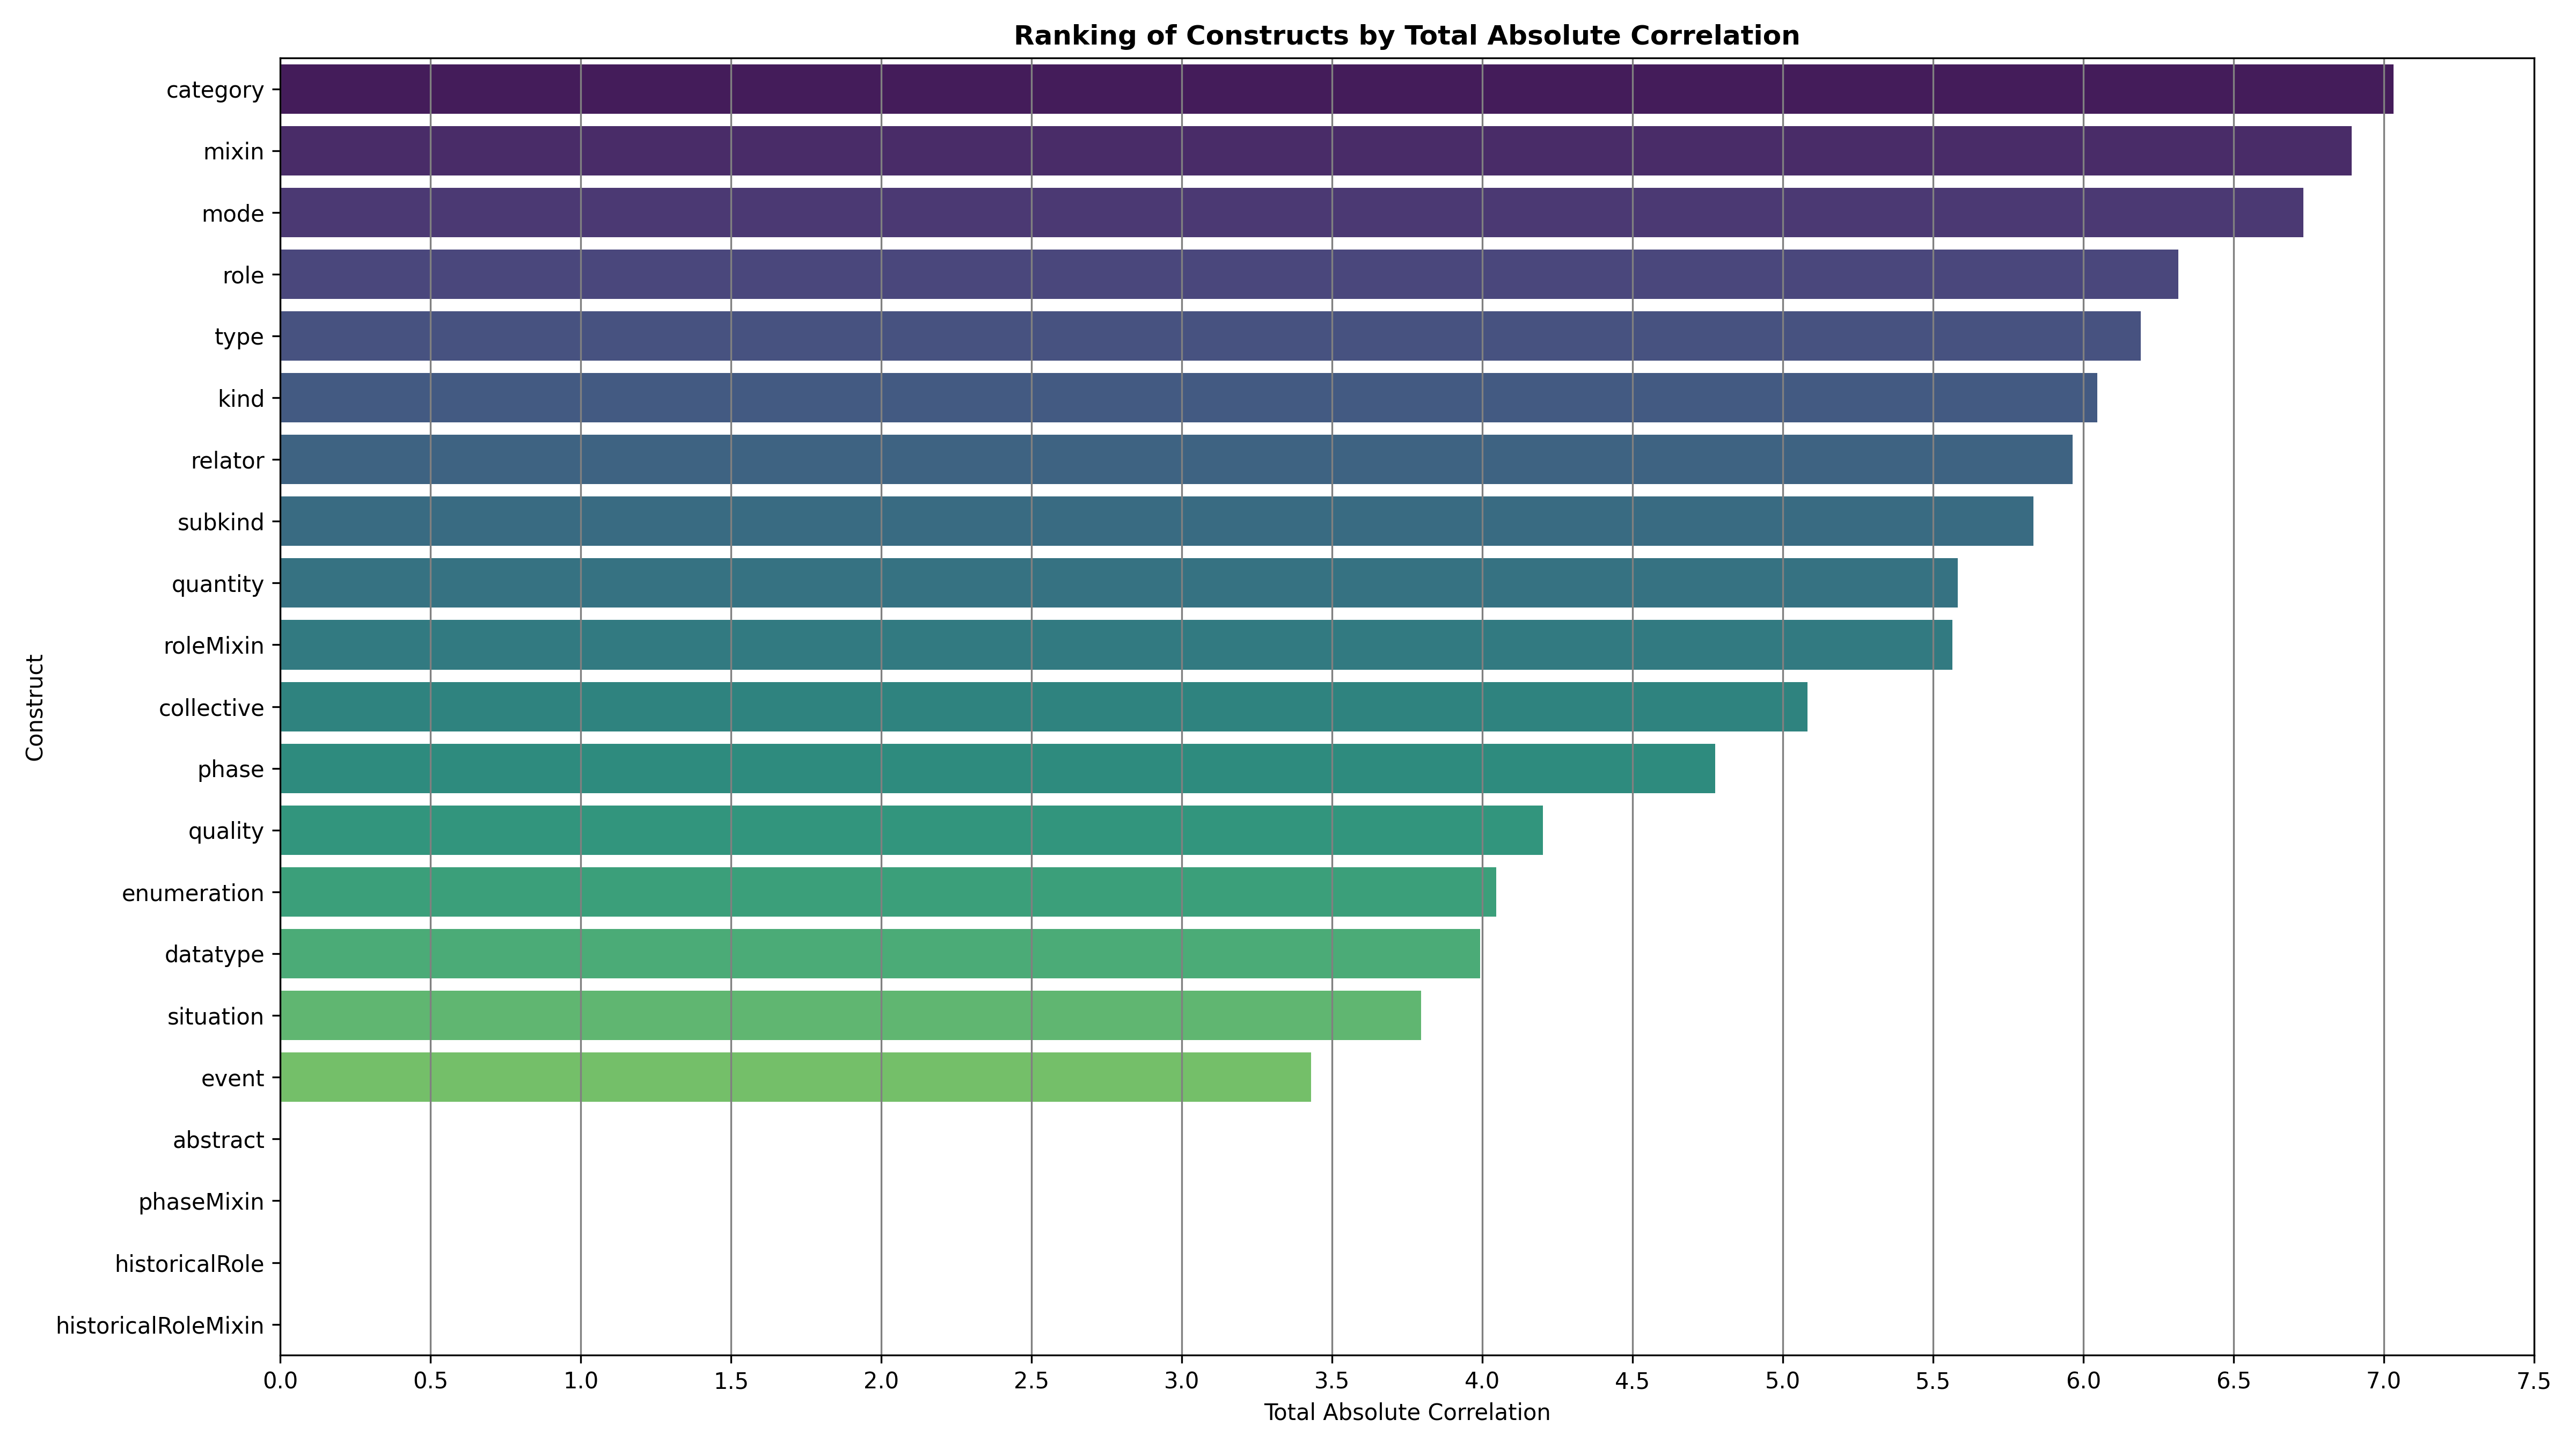 Ranking of Constructs by Total Absolute Correlation
Construct
category
mixin
mode
role
type
kind
relator
subkind
quantity
roleMixin
collective
phase
quality
enumeration
datatype
situation
event
abstract
phaseMixin
historicalRole
historicalRoleMixin
0.0 0.5 1.0 1.5 2.0 2.5 3.0 3.5 4.0 4.5 5.0 5.5 6.0 6.5 7.0 7.5
Total Absolute Correlation